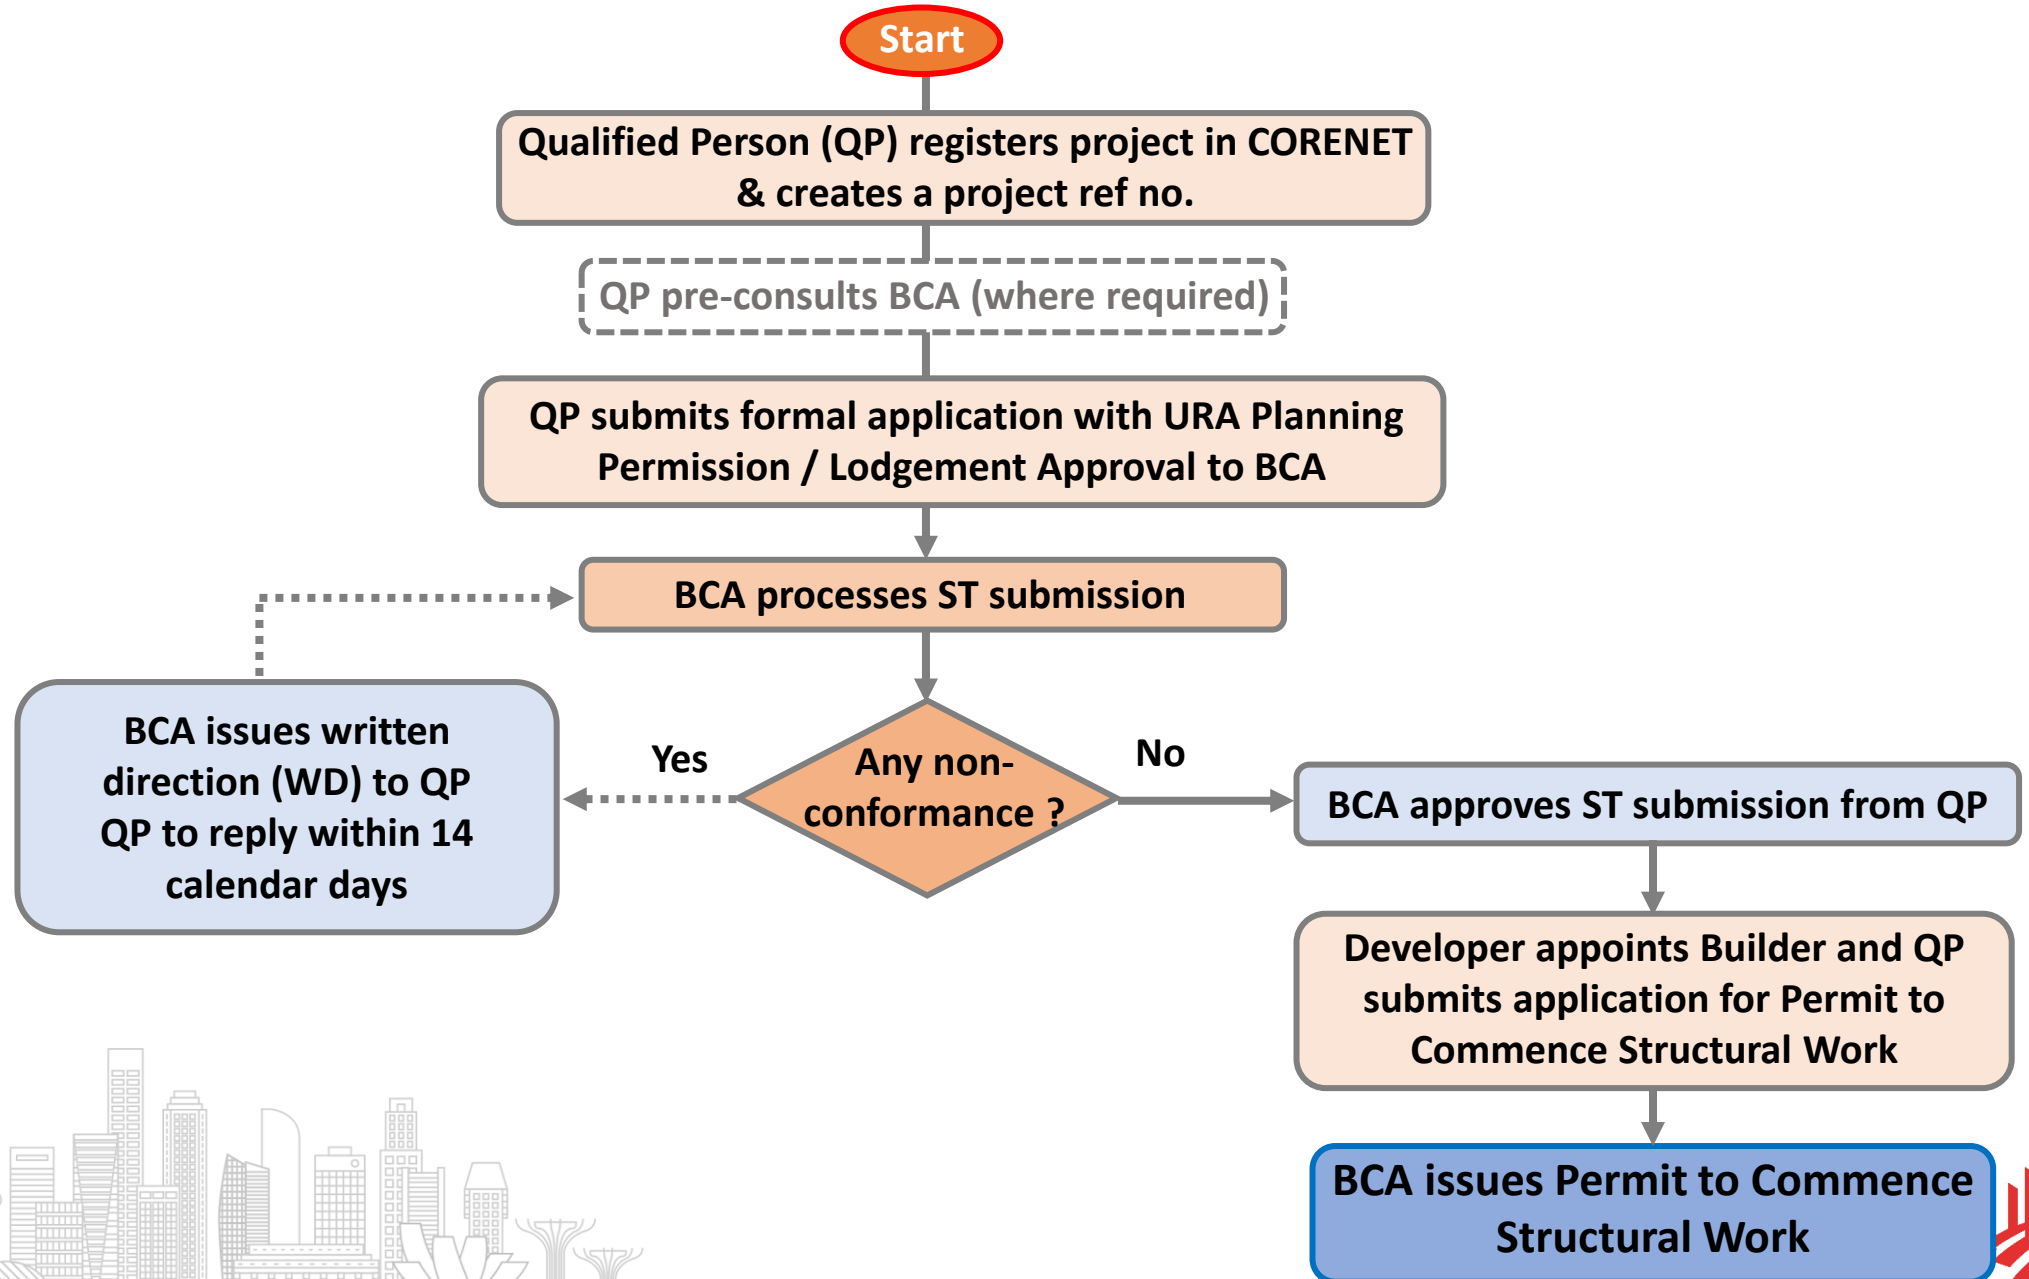 Start
Qualified Person (QP) registers project in CORENET
& creates a project ref no.
QP pre-consults BCA (where required)
QP submits formal application with URA Planning
Permission / Lodgement Approval to BCA
BCA processes ST submission
BCA issues written
direction (WD) to QP
QP to reply within 14
calendar days
Yes
Any non-
conformance ?
No
BCA approves ST submission from QP
Developer appoints Builder and QP
submits application for Permit to
Commence Structural Work
BCA issues Permit to Commence
Structural Work